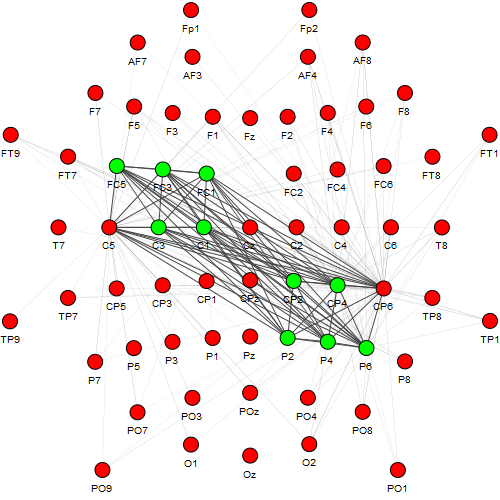 Fp1 Fp2
AF7 AF3 AF4 AF8
F7 F5 F3 F1 Fz F2 F4 F6 F8
FT9 FT7 FC5 FC3 FC1 FC2 FC4 FC6 FT8 FT1
T7 C5 C3 C1 Cz C2 C4 C6 T8
TP9 TP7 CP5 CP3 CP1 CPz CP2 CP4 CP6 TP8 TP1
P7 P5 P3 P1 Pz P2 P4 P6 P8
PO7 PO3 POz PO4 PO8
PO9 O1 Oz O2 PO1